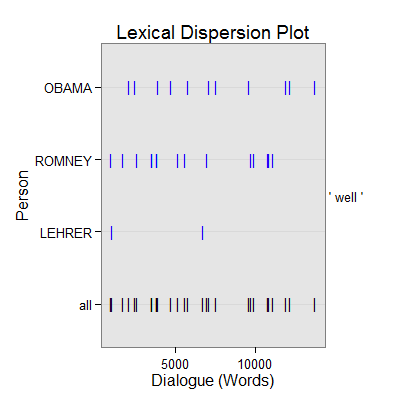 Lexical Dispersion Plot
Person
OBAMA
ROMNEY
LEHRER
all
' well '
5000 10000
Dialogue (Words)